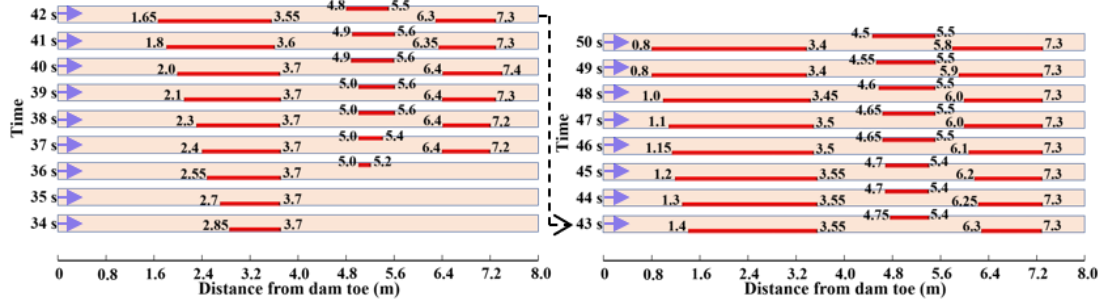 4.8 5.5
42 s 1.65 3.55 6.3 7.3
4.9 5.6
41 s 1.8 3.6 6.35 7.3
4.9 5.6
40 s 2.0 3.7 6.4 7.4
5.0 5.6
39 s 2.1 3.7 6.4 7.3
5.0 5.6
38 s 2.3 3.7 6.4 7.2
5.0 5.4
37 s 2.4 3.7 6.4 7.2
5.0 5.2
36 s 2.55 3.7
35 s 2.7 3.7
34 s 2.85 3.7
Time
0 0.8 1.6 2.4 3.2 4.0 4.8 5.6 6.4 7.2 8.0
Distance from dam toe (m)
4.5 5.5
50 s 0.8 3.4 5.8 7.3
4.55 5.5
49 s 0.8 3.4 5.9 7.3
4.6 5.5
48 s 1.0 3.45 6.0 7.3
4.65 5.5
47 s 1.1 3.5 6.0 7.3
4.65 5.5
46 s 1.15 3.5 6.1 7.3
4.7 5.4
45 s 1.2 3.55 6.2 7.3
4.7 5.4
44 s 1.3 3.55 6.25 7.3
4.75 5.4
43 s 1.4 3.55 6.3 7.3
Time
0 0.8 1.6 2.4 3.2 4.0 4.8 5.6 6.4 7.2 8.0
Distance from dam toe (m)